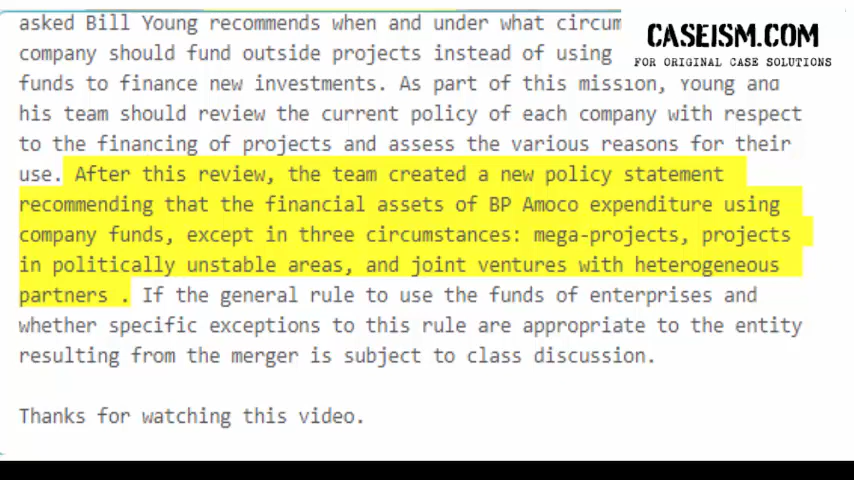 asked Bill Young recommends when and under what circum
CASEISM.COM
FOR ORIGINAL CASE SOLUTIONS
company should fund outside projects instead of using
funds to finance new investments. As part of this mission, Young and
his team should review the current policy of each company with respect
to the financing of projects and assess the various reasons for their
use. After this review, the team created a new policy statement
recommending that the financial assets of BP Amoco expenditure using
company funds, except in three circumstances: mega-projects, projects
in politically unstable areas, and joint ventures with heterogeneous
partners . If the general rule to use the funds of enterprises and
whether specific exceptions to this rule are appropriate to the entity
resulting from the merger is subject to class discussion.
Thanks for watching this video.